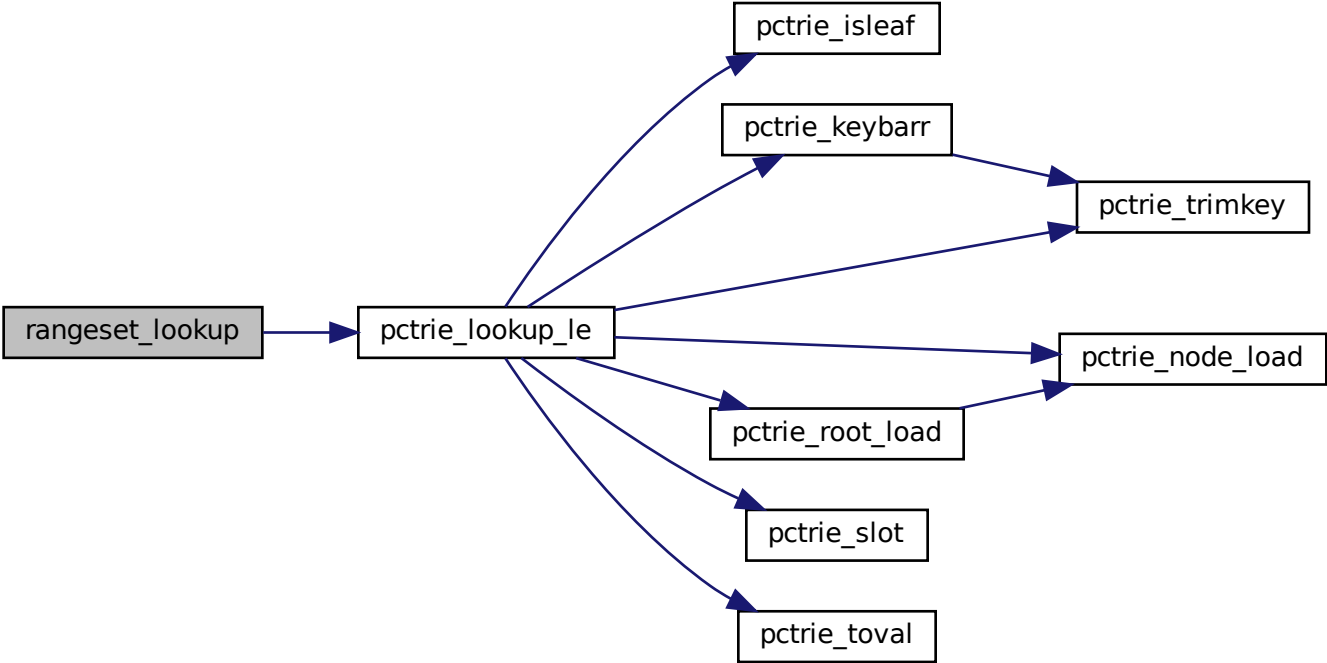 pctrie_isleaf
pctrie_keybarr
pctrie_trimkey
rangeset_lookup
pctrie_lookup_le
pctrie_node_load
pctrie_root_load
pctrie_slot
pctrie_toval